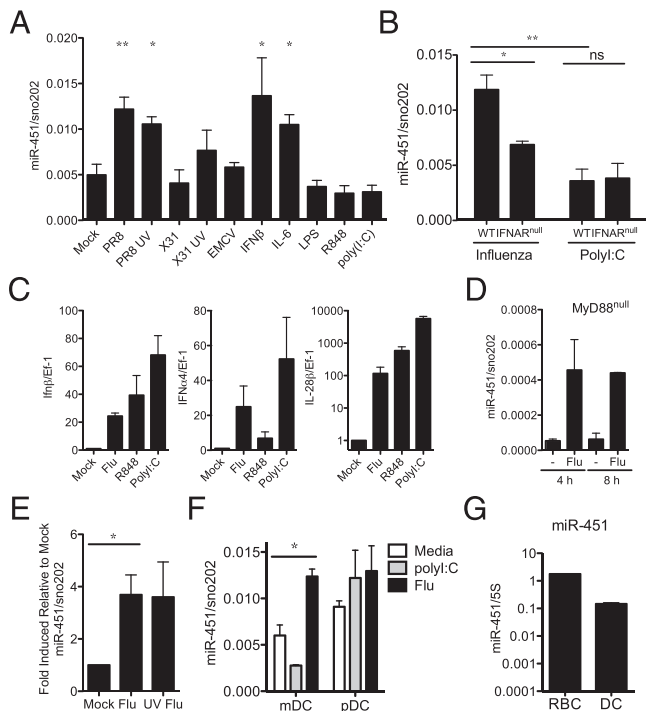 A
miR-451/sno202
0.020
0.015
0.010
0.005
0.000
** * * *
Mock PR8 PR8 UV X31 X31 UV EMCV IFNβ IL-6 LPS R848 poly(I:C)
B
miR-451/sno202
0.015
0.010
0.005
0.000
**
*
ns
WT IFNARnull WT IFNARnull
Influenza PolyI:C
C
Ifnβ/Ef-1
100
80
60
40
20
0
Mock Flu R848 PolyI:C
IFNα4/Ef-1
80
60
40
20
0
Mock Flu R848 PolyI:C
IL-28β/Ef-1
10000
1000
100
10
1
Mock Flu R848 PolyI:C
D
MyD88null
miR-451/sno202
0.0008
0.0006
0.0004
0.0002
0.0000
- Flu - Flu
4 h 8 h
E
Fold Induced Relative to Mock
miR-451/sno202
6
4
2
0
*
Mock Flu UV Flu
F
miR-451/sno202
0.015
0.010
0.005
0.000
*
Media
polyI:C
Flu
mDC pDC
G
miR-451
miR-451/5S
10
1
0.1
0.01
0.001
0.0001
RBC DC